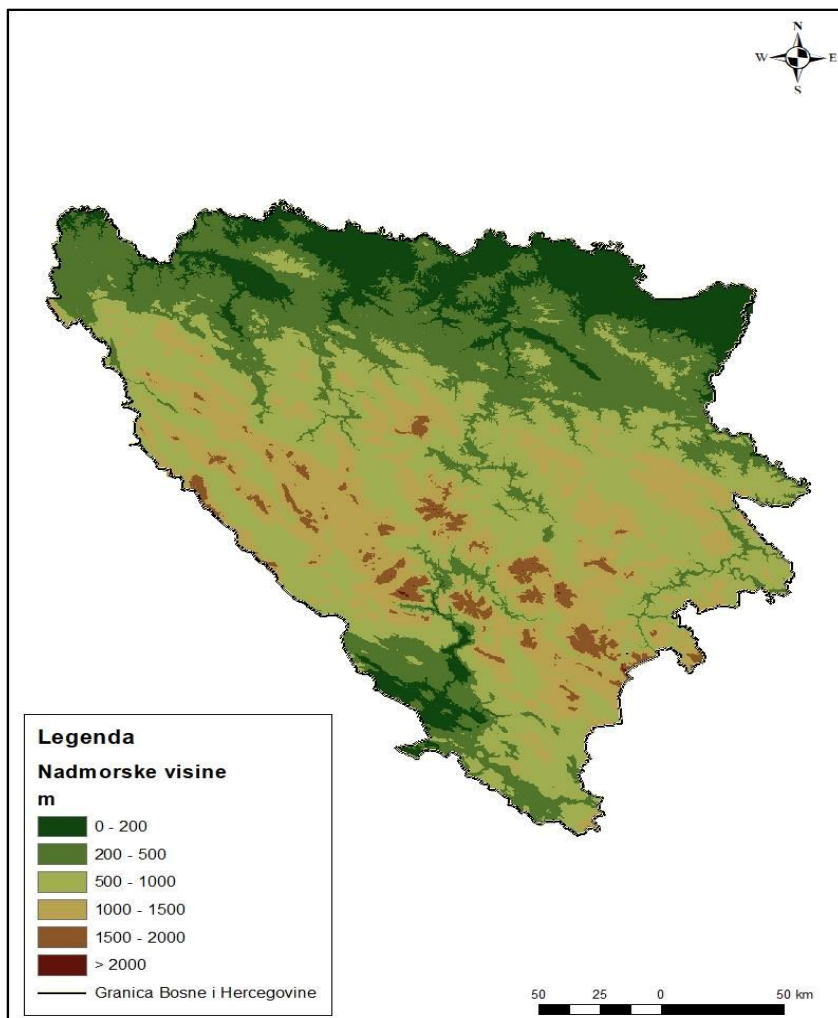 N
W E
S
Legenda
Nadmorske visine
m
0 - 200
200 - 500
500 - 1000
1000 - 1500
1500 - 2000
> 2000
Granica Bosne i Hercegovine
50 25 0 50 km